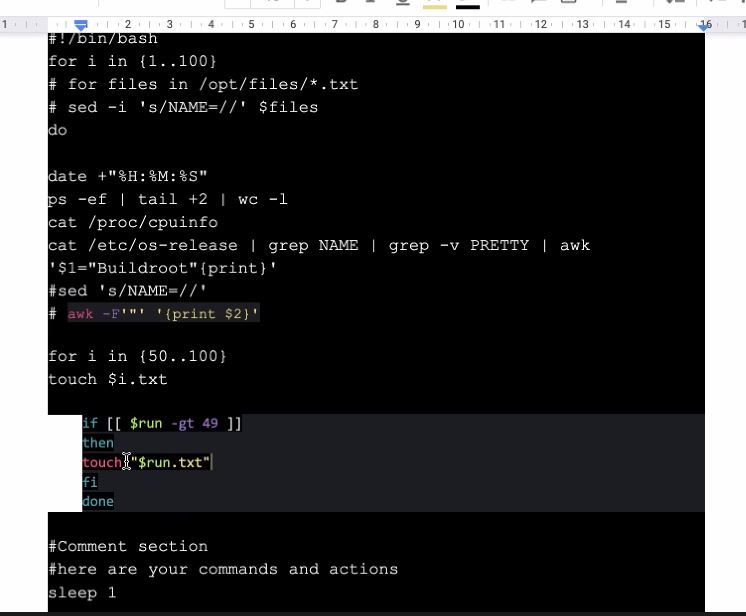 1 1 2 3 4 5 6 7 8 9 10 11 12 13 14 15 16
#!/bin/bash
for i in {1..100}
# for files in /opt/files/*.txt
# sed -i 's/NAME=//' $files
do
date +"%H:%M:%S"
ps -ef | tail +2 | wc -l
cat /proc/cpuinfo
cat /etc/os-release | grep NAME | grep -v PRETTY | awk
'$1="Buildroot"{print}'
#sed 's/NAME=//'
# awk -F'"' '{print $2}'
for i in {50..100}
touch $i.txt
if [[ $run -gt 49 ]]
then
touch "$run.txt"
fi
done
#Comment section
#here are your commands and actions
sleep 1